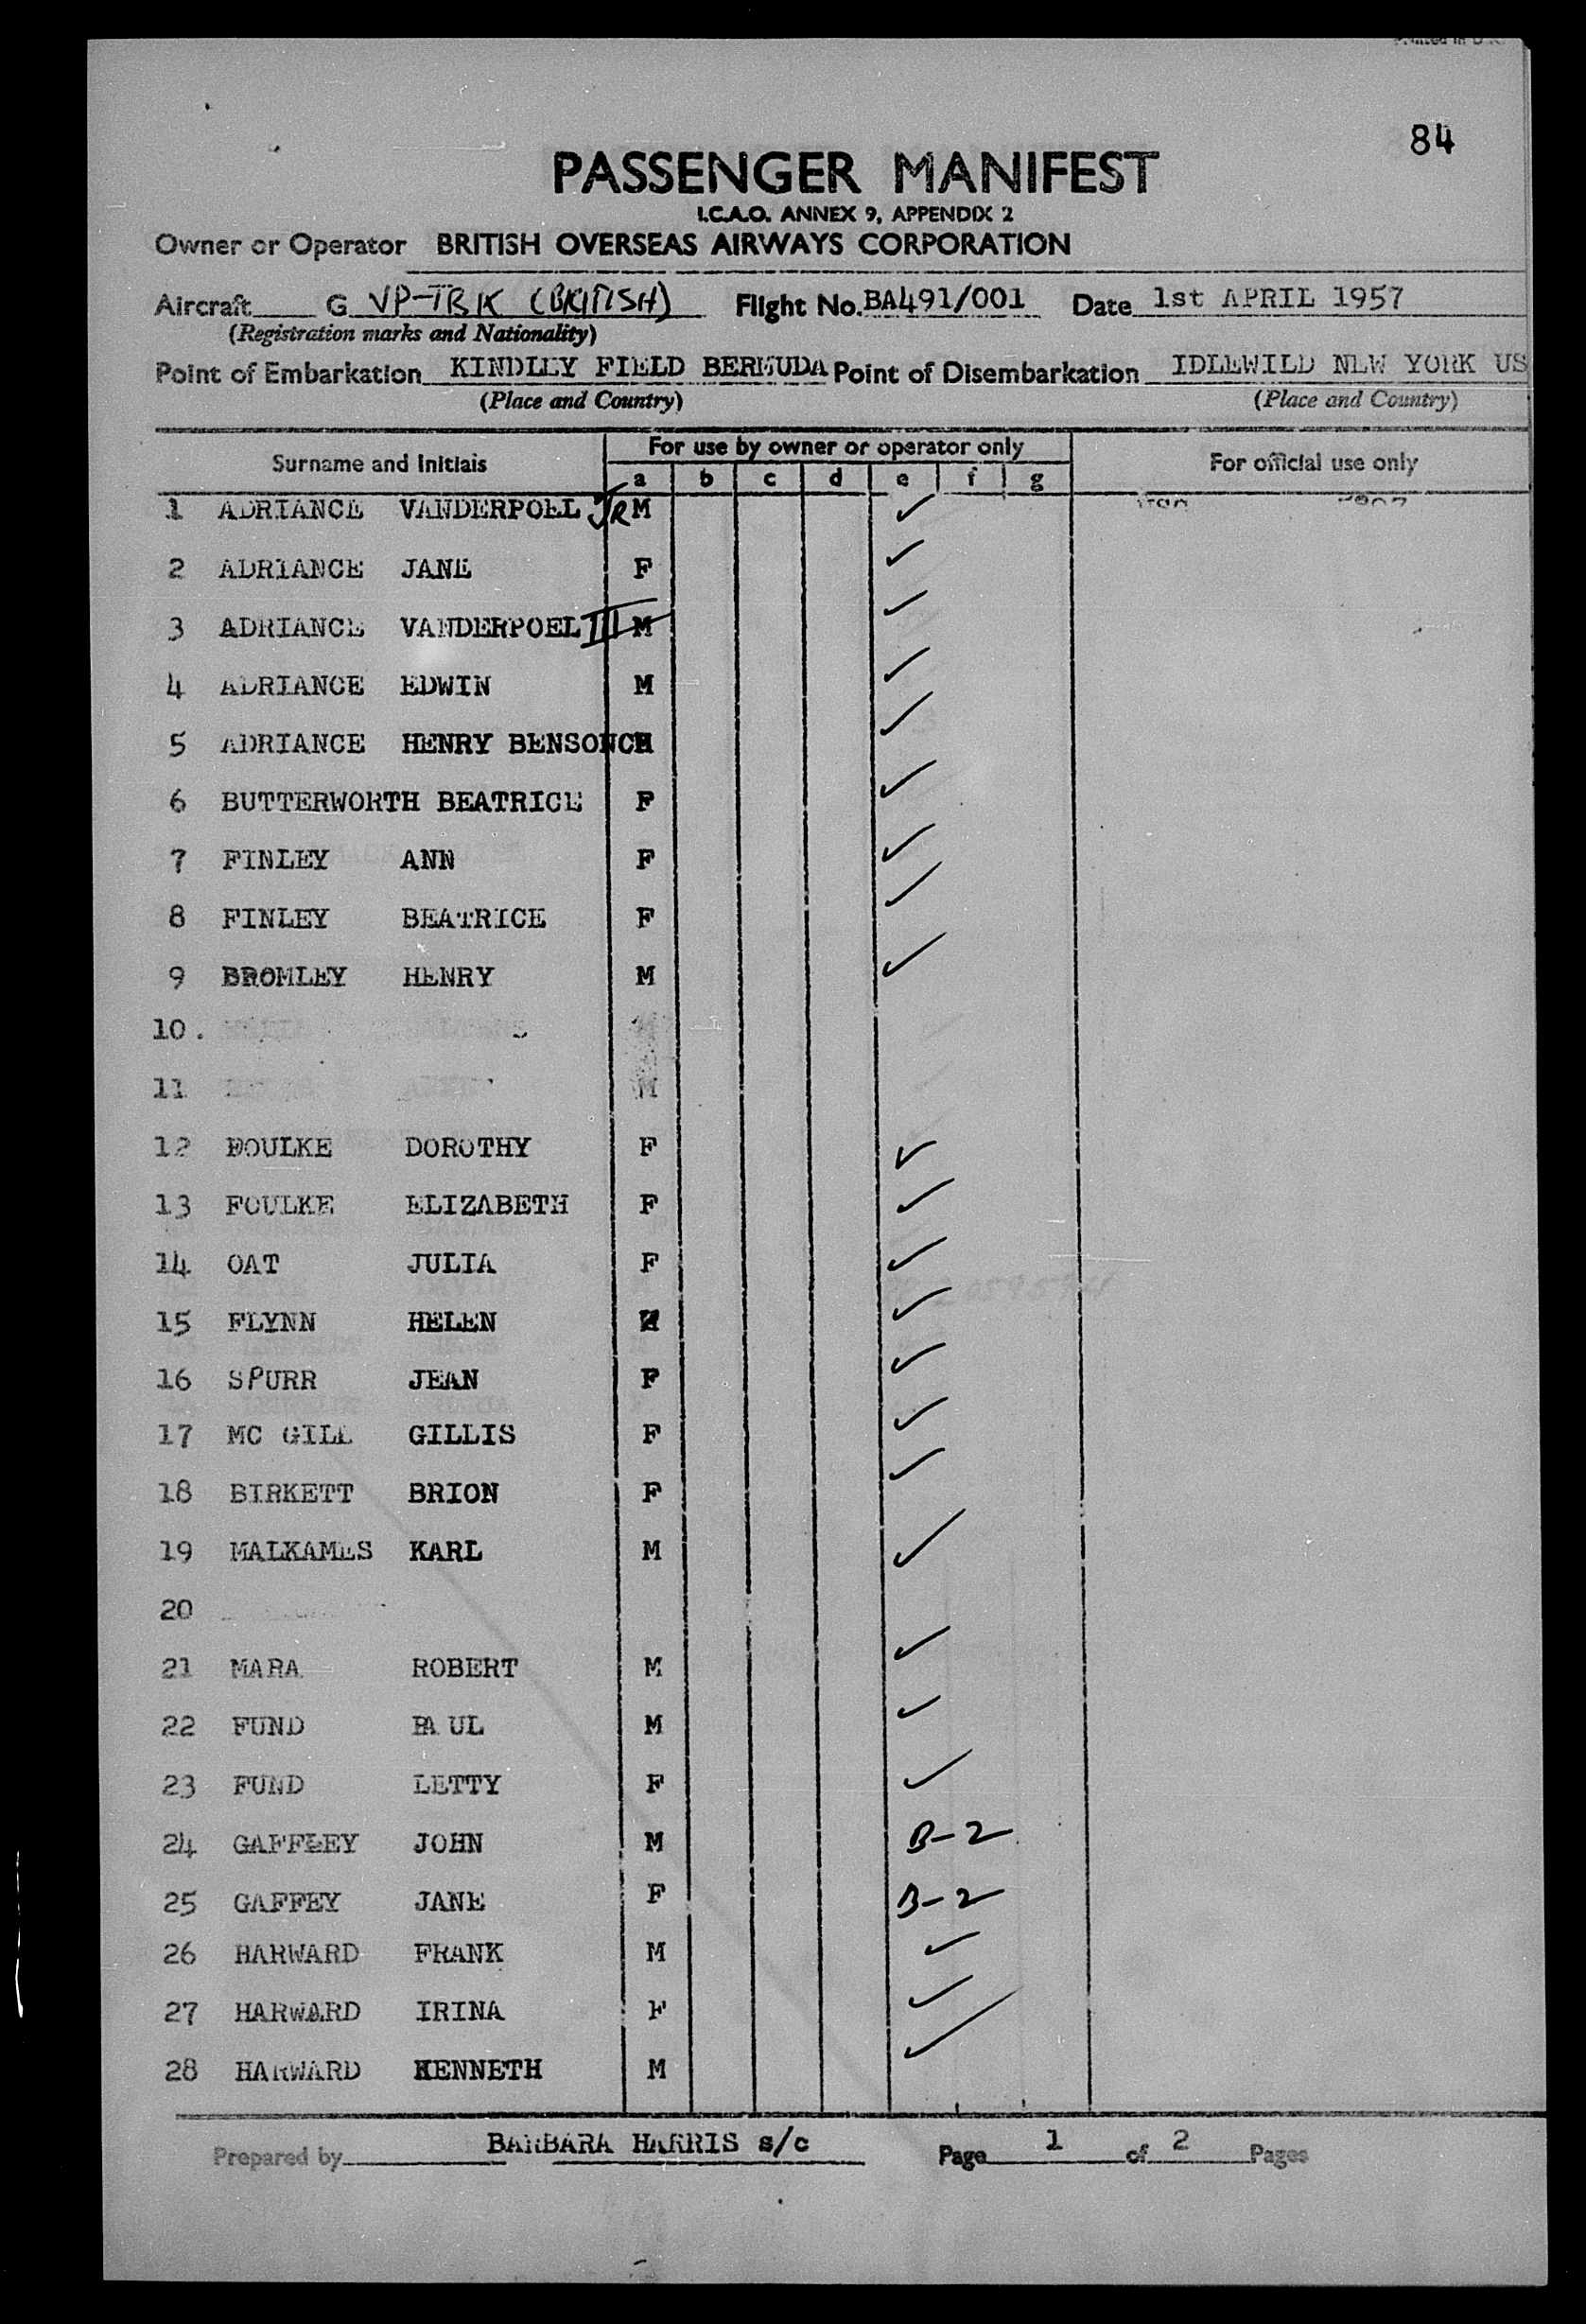 84
PASSENGER MANIFEST
I.C.A.O. ANNEX 9, APPENDIX 2
Owner or Operator BRITISH OVERSEAS AIRWAYS CORPORATION
Aircraft G VP-TBK (BRITISH) Flight No. BA491/001 Date 1st APRIL 1957
(Registration marks and Nationality)
Point of Embarkation KINDLEY FIELD BERMUDA Point of Disembarkation IDLEWILD NEW YORK US
(Place and Country) (Place and Country)
Surname and Initials For use by owner or operator only For official use only
a b c d e f g
1 ADRIANCE VANDERPOEL JR M ✓
2 ADRIANCE JANE F ✓
3 ADRIANCE VANDERPOEL III M ✓
4 ADRIANCE EDWIN M ✓
5 ADRIANCE HENRY BENSON CH ✓
6 BUTTERWORTH BEATRICE F ✓
7 FINLEY ANN F ✓
8 FINLEY BEATRICE F ✓
9 BROMLEY HENRY M ✓
10.
11 M
12 FOULKE DOROTHY F ✓
13 FOULKE ELIZABETH F ✓
14 OAT JULIA F ✓
15 FLYNN HELEN ✓
16 SPURR JEAN F ✓
17 MC GILL GILLIS F ✓
18 BIRKETT BRION F ✓
19 MALKAMES KARL M ✓
20
21 MARA ROBERT M ✓
22 FUND PAUL M ✓
23 FUND LETTY F ✓
24 GAFFEY JOHN M B-2
25 GAFFEY JANE F B-2
26 HARWARD FRANK M ✓
27 HARWARD IRINA F ✓
28 HARWARD KENNETH M ✓
Prepared by BARBARA HARRIS s/c Page 1 of 2 Pages